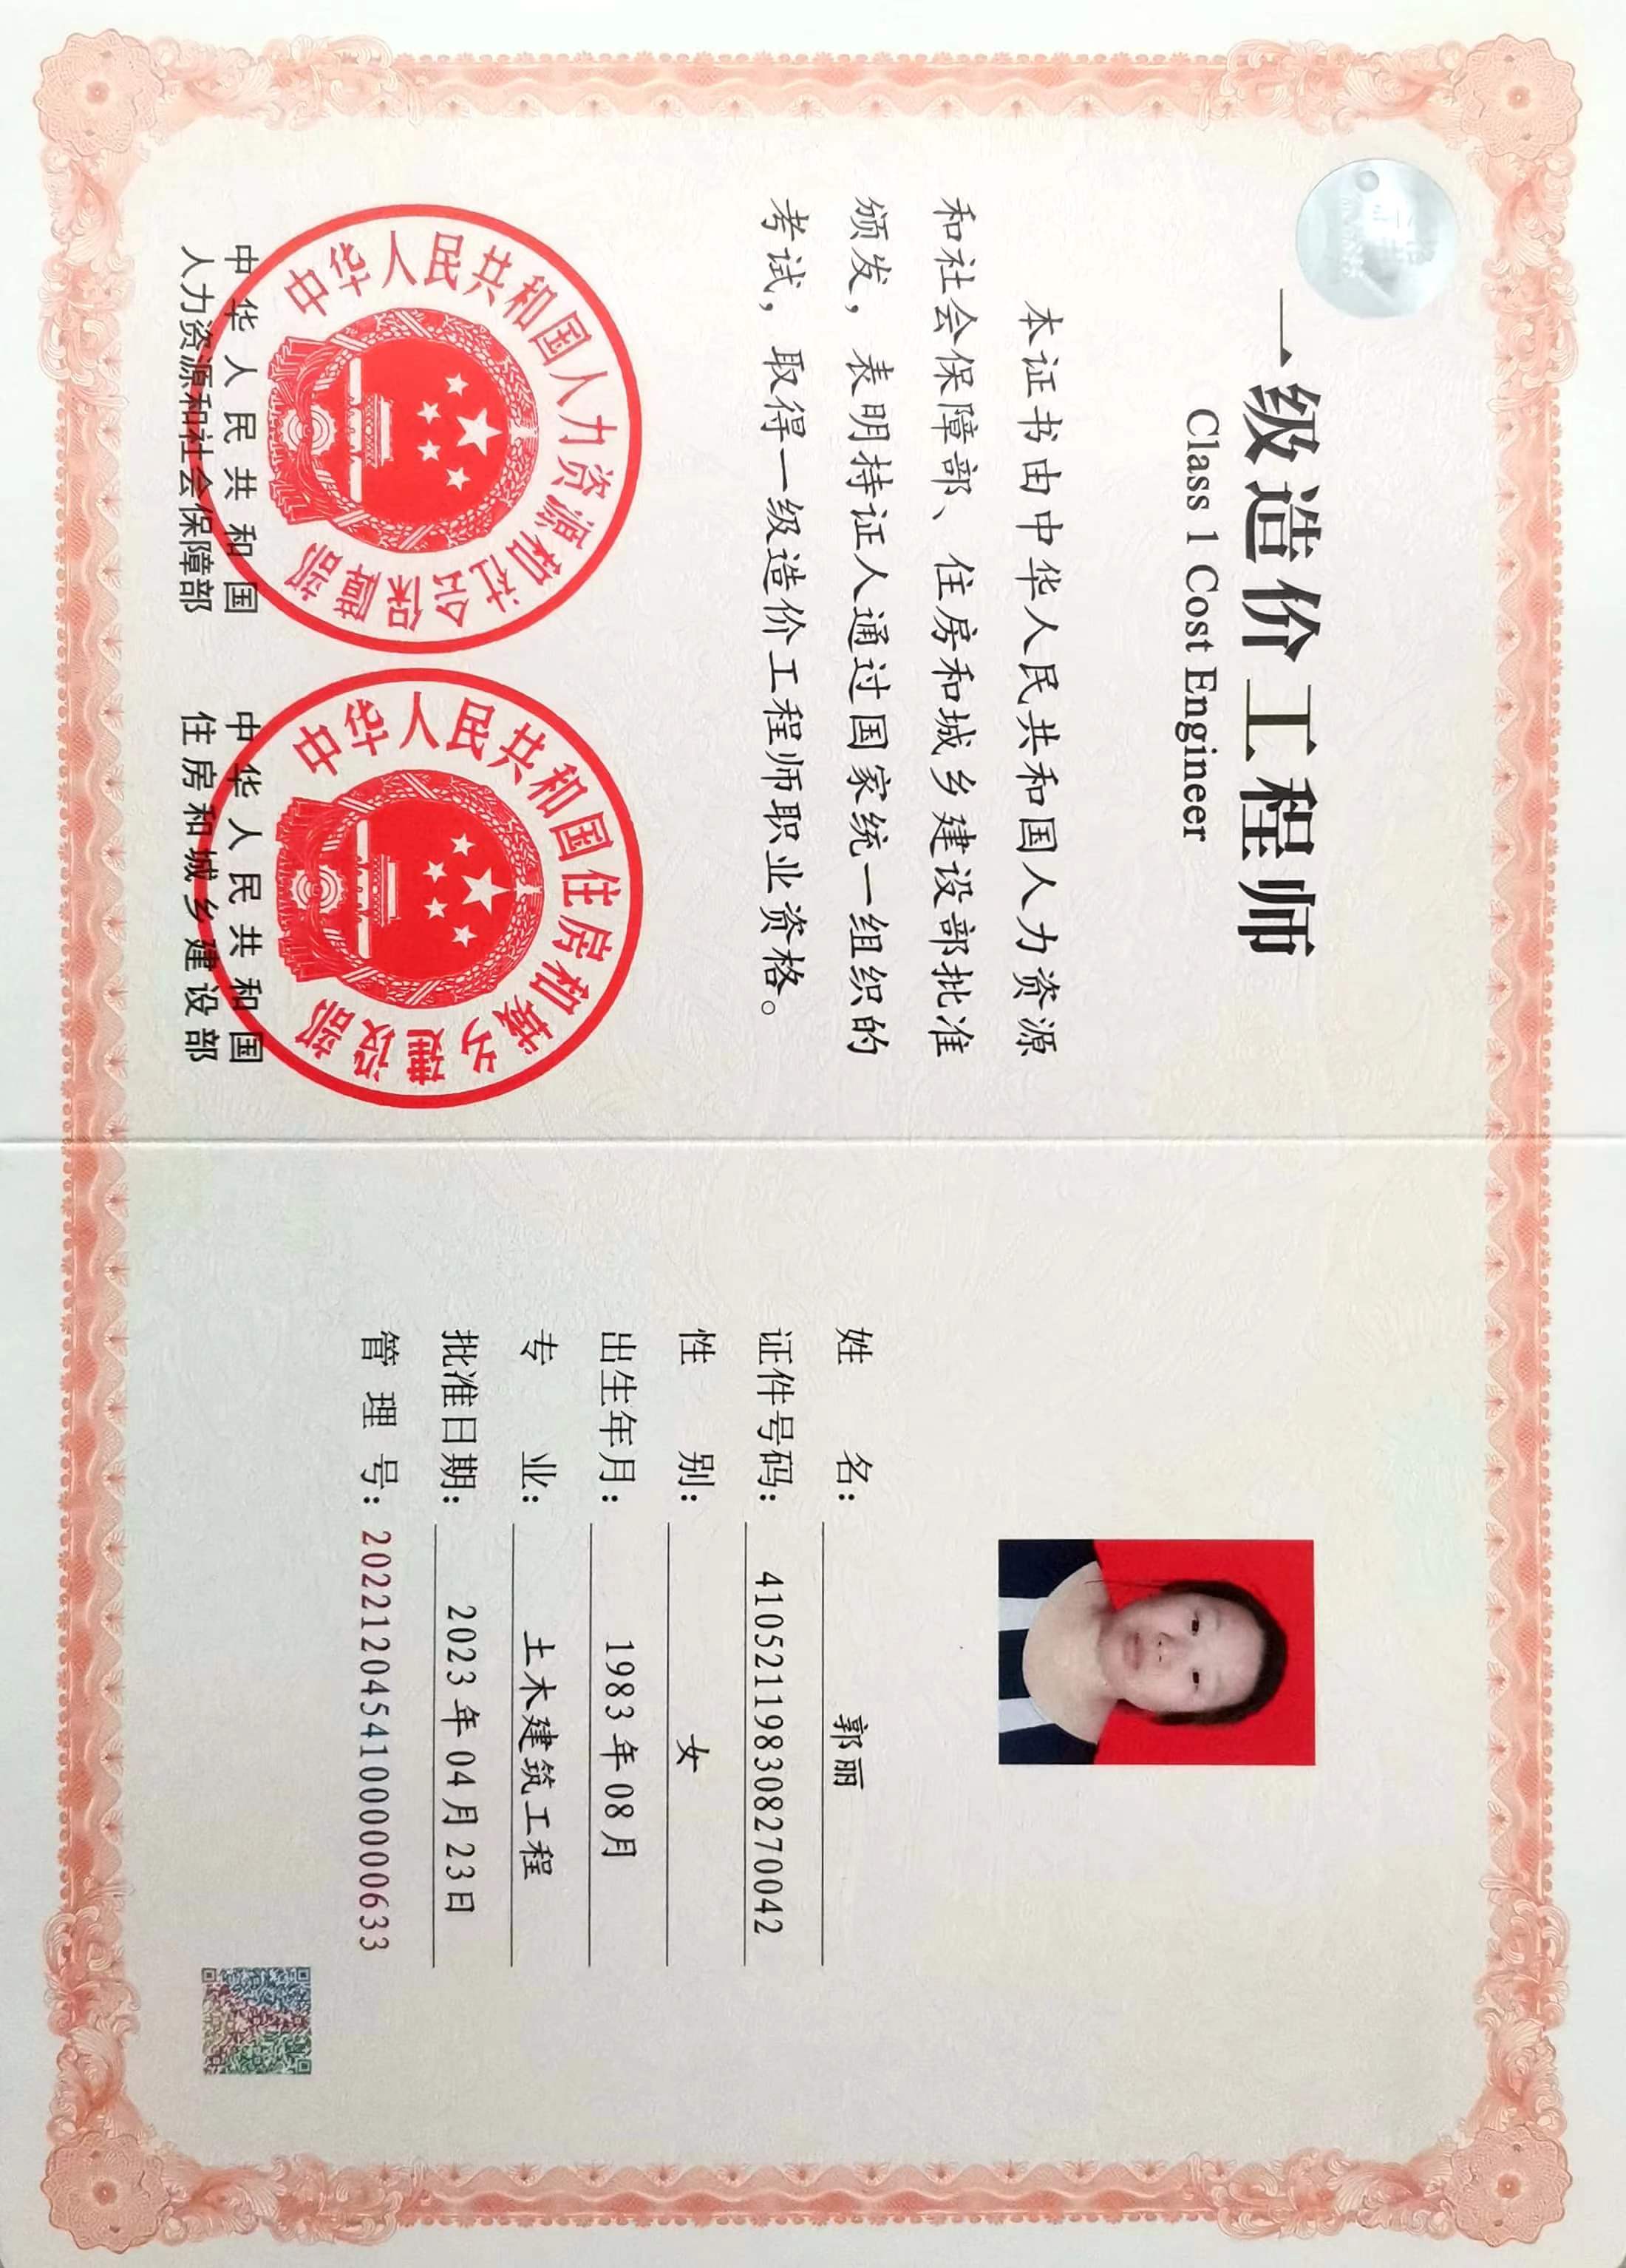 一级造价工程师
Class 1 Cost Engineer
本证书由中华人民共和国人力资源
和社会保障部、住房和城乡建设部批准
颁发，表明持证人通过国家统一组织的
考试，取得一级造价工程师职业资格。
中华人民共和国人力资源和社会保障部
中华人民共和国
人力资源和社会保障部
中华人民共和国住房和城乡建设部
中华人民共和国
住房和城乡建设部
姓名：郭丽
证件号码：410521198308270042
性别：女
出生年月：1983年08月
专业：土木建筑工程
批准日期：2023年04月23日
管理号：20221204541000000633